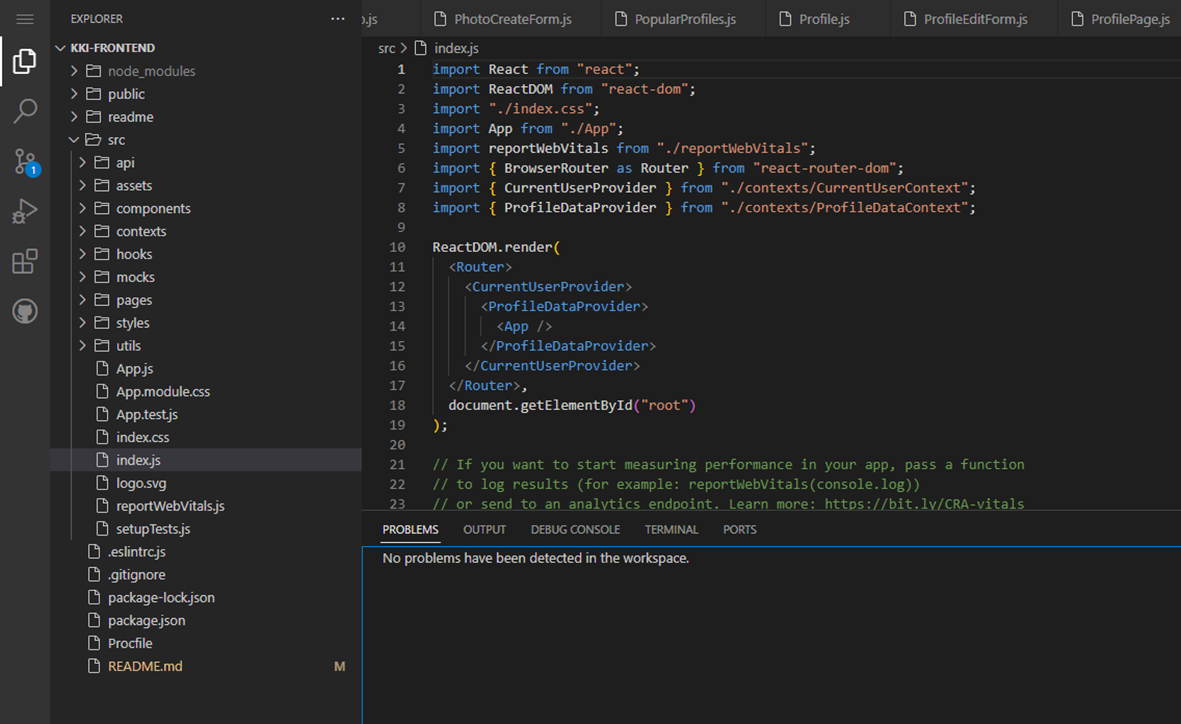 EXPLORER
KKI-FRONTEND
node_modules
public
readme
src
api
assets
components
contexts
hooks
mocks
pages
styles
utils
App.js
App.module.css
App.test.js
index.css
index.js
logo.svg
reportWebVitals.js
setupTests.js
.eslintrc.js
.gitignore
package-lock.json
package.json
Procfile
README.md M
1
.js PhotoCreateForm.js PopularProfiles.js Profile.js ProfileEditForm.js ProfilePage.js
src > index.js
1 import React from "react";
2 import ReactDOM from "react-dom";
3 import "./index.css";
4 import App from "./App";
5 import reportWebVitals from "./reportWebVitals";
6 import { BrowserRouter as Router } from "react-router-dom";
7 import { CurrentUserProvider } from "./contexts/CurrentUserContext";
8 import { ProfileDataProvider } from "./contexts/ProfileDataContext";
9
10 ReactDOM.render(
11 <Router>
12 <CurrentUserProvider>
13 <ProfileDataProvider>
14 <App />
15 </ProfileDataProvider>
16 </CurrentUserProvider>
17 </Router>,
18 document.getElementById("root")
19 );
20
21 // If you want to start measuring performance in your app, pass a function
22 // to log results (for example: reportWebVitals(console.log))
23 // or send to an analytics endpoint. Learn more: https://bit.ly/CRA-vitals
PROBLEMS OUTPUT DEBUG CONSOLE TERMINAL PORTS
No problems have been detected in the workspace.